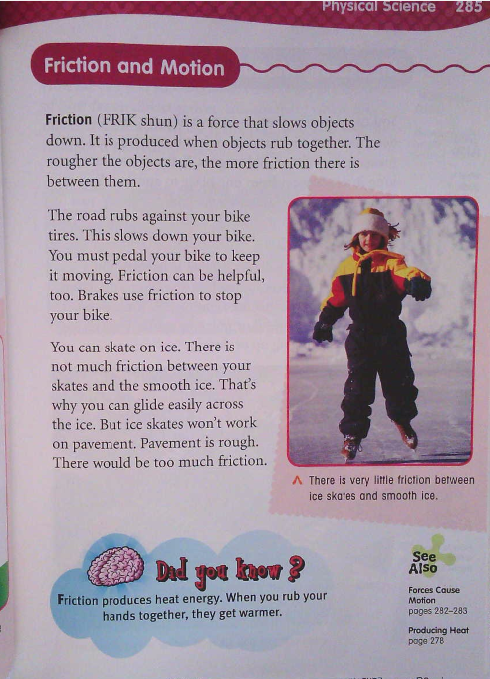 Physical Science 285
Friction and Motion
Friction (FRIK shun) is a force that slows objects
down. It is produced when objects rub together. The
rougher the objects are, the more friction there is
between them.
The road rubs against your bike
tires. This slows down your bike.
You must pedal your bike to keep
it moving. Friction can be helpful,
too. Brakes use friction to stop
your bike.
You can skate on ice. There is
not much friction between your
skates and the smooth ice. That's
why you can glide easily across
the ice. But ice skates won't work
on pavement. Pavement is rough.
There would be too much friction.
There is very little friction between
ice skates and smooth ice.
Did you know?
Friction produces heat energy. When you rub your
hands together, they get warmer.
See
Also
Forces Cause
Motion
pages 282–283
Producing Heat
page 278